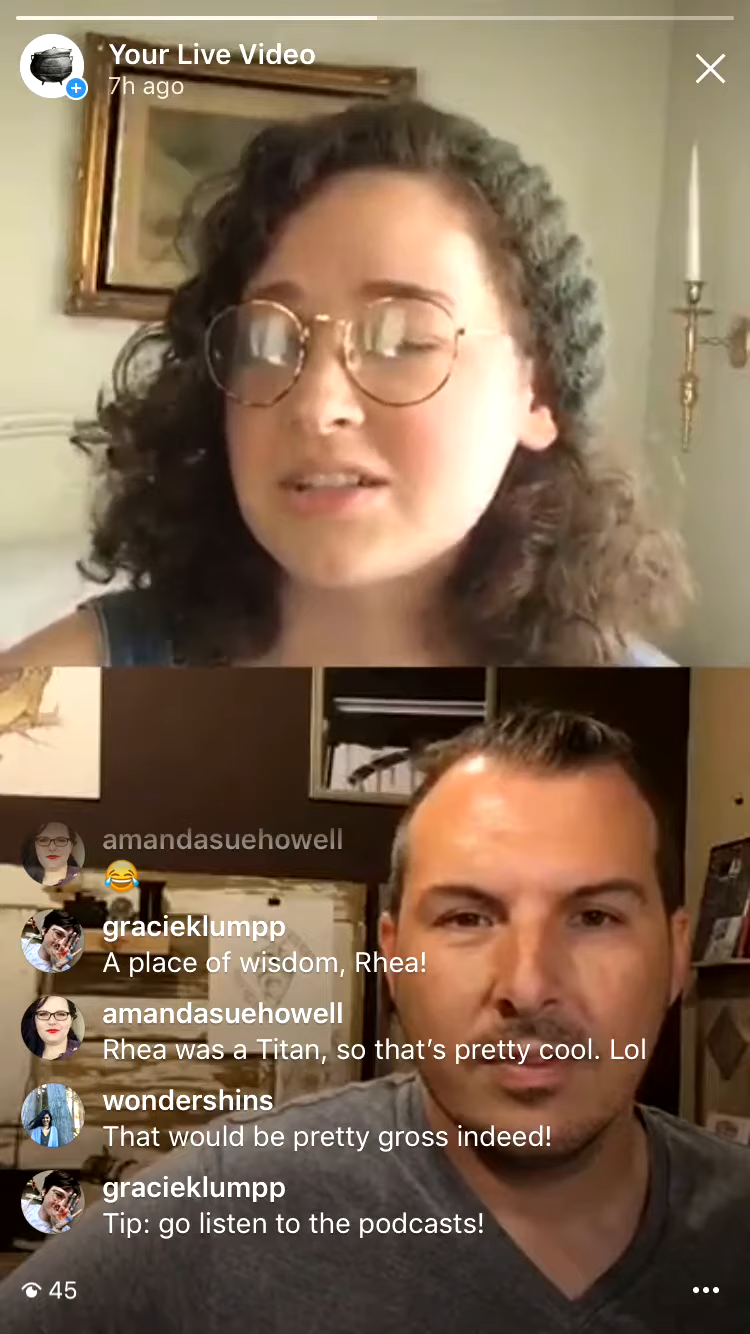 Your Live Video
7h ago
amandasuehowell
😂
gracieklumpp
A place of wisdom, Rhea!
amandasuehowell
Rhea was a Titan, so that’s pretty cool. Lol
wondershins
That would be pretty gross indeed!
gracieklumpp
Tip: go listen to the podcasts!
45